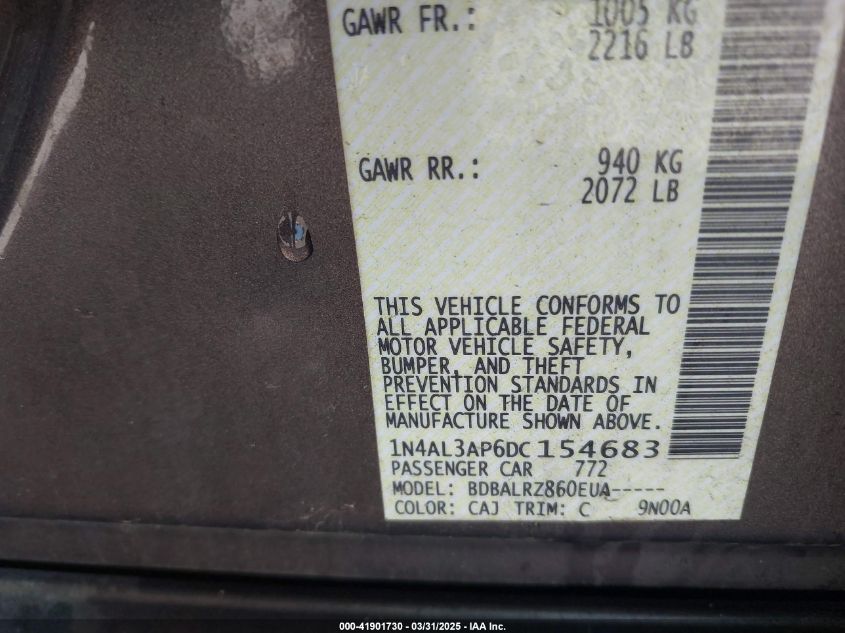 GAWR FR.: 1005 KG
2216 LB
GAWR RR.: 940 KG
2072 LB
THIS VEHICLE CONFORMS TO
ALL APPLICABLE FEDERAL
MOTOR VEHICLE SAFETY,
BUMPER, AND THEFT
PREVENTION STANDARDS IN
EFFECT ON THE DATE OF
MANUFACTURE SHOWN ABOVE.
1N4AL3AP6DC154683
PASSENGER CAR 772
MODEL: BDBALRZ860EUA-----
COLOR: CAJ TRIM: C 9N00A
000-41901730 - 03/31/2025 - IAA Inc.